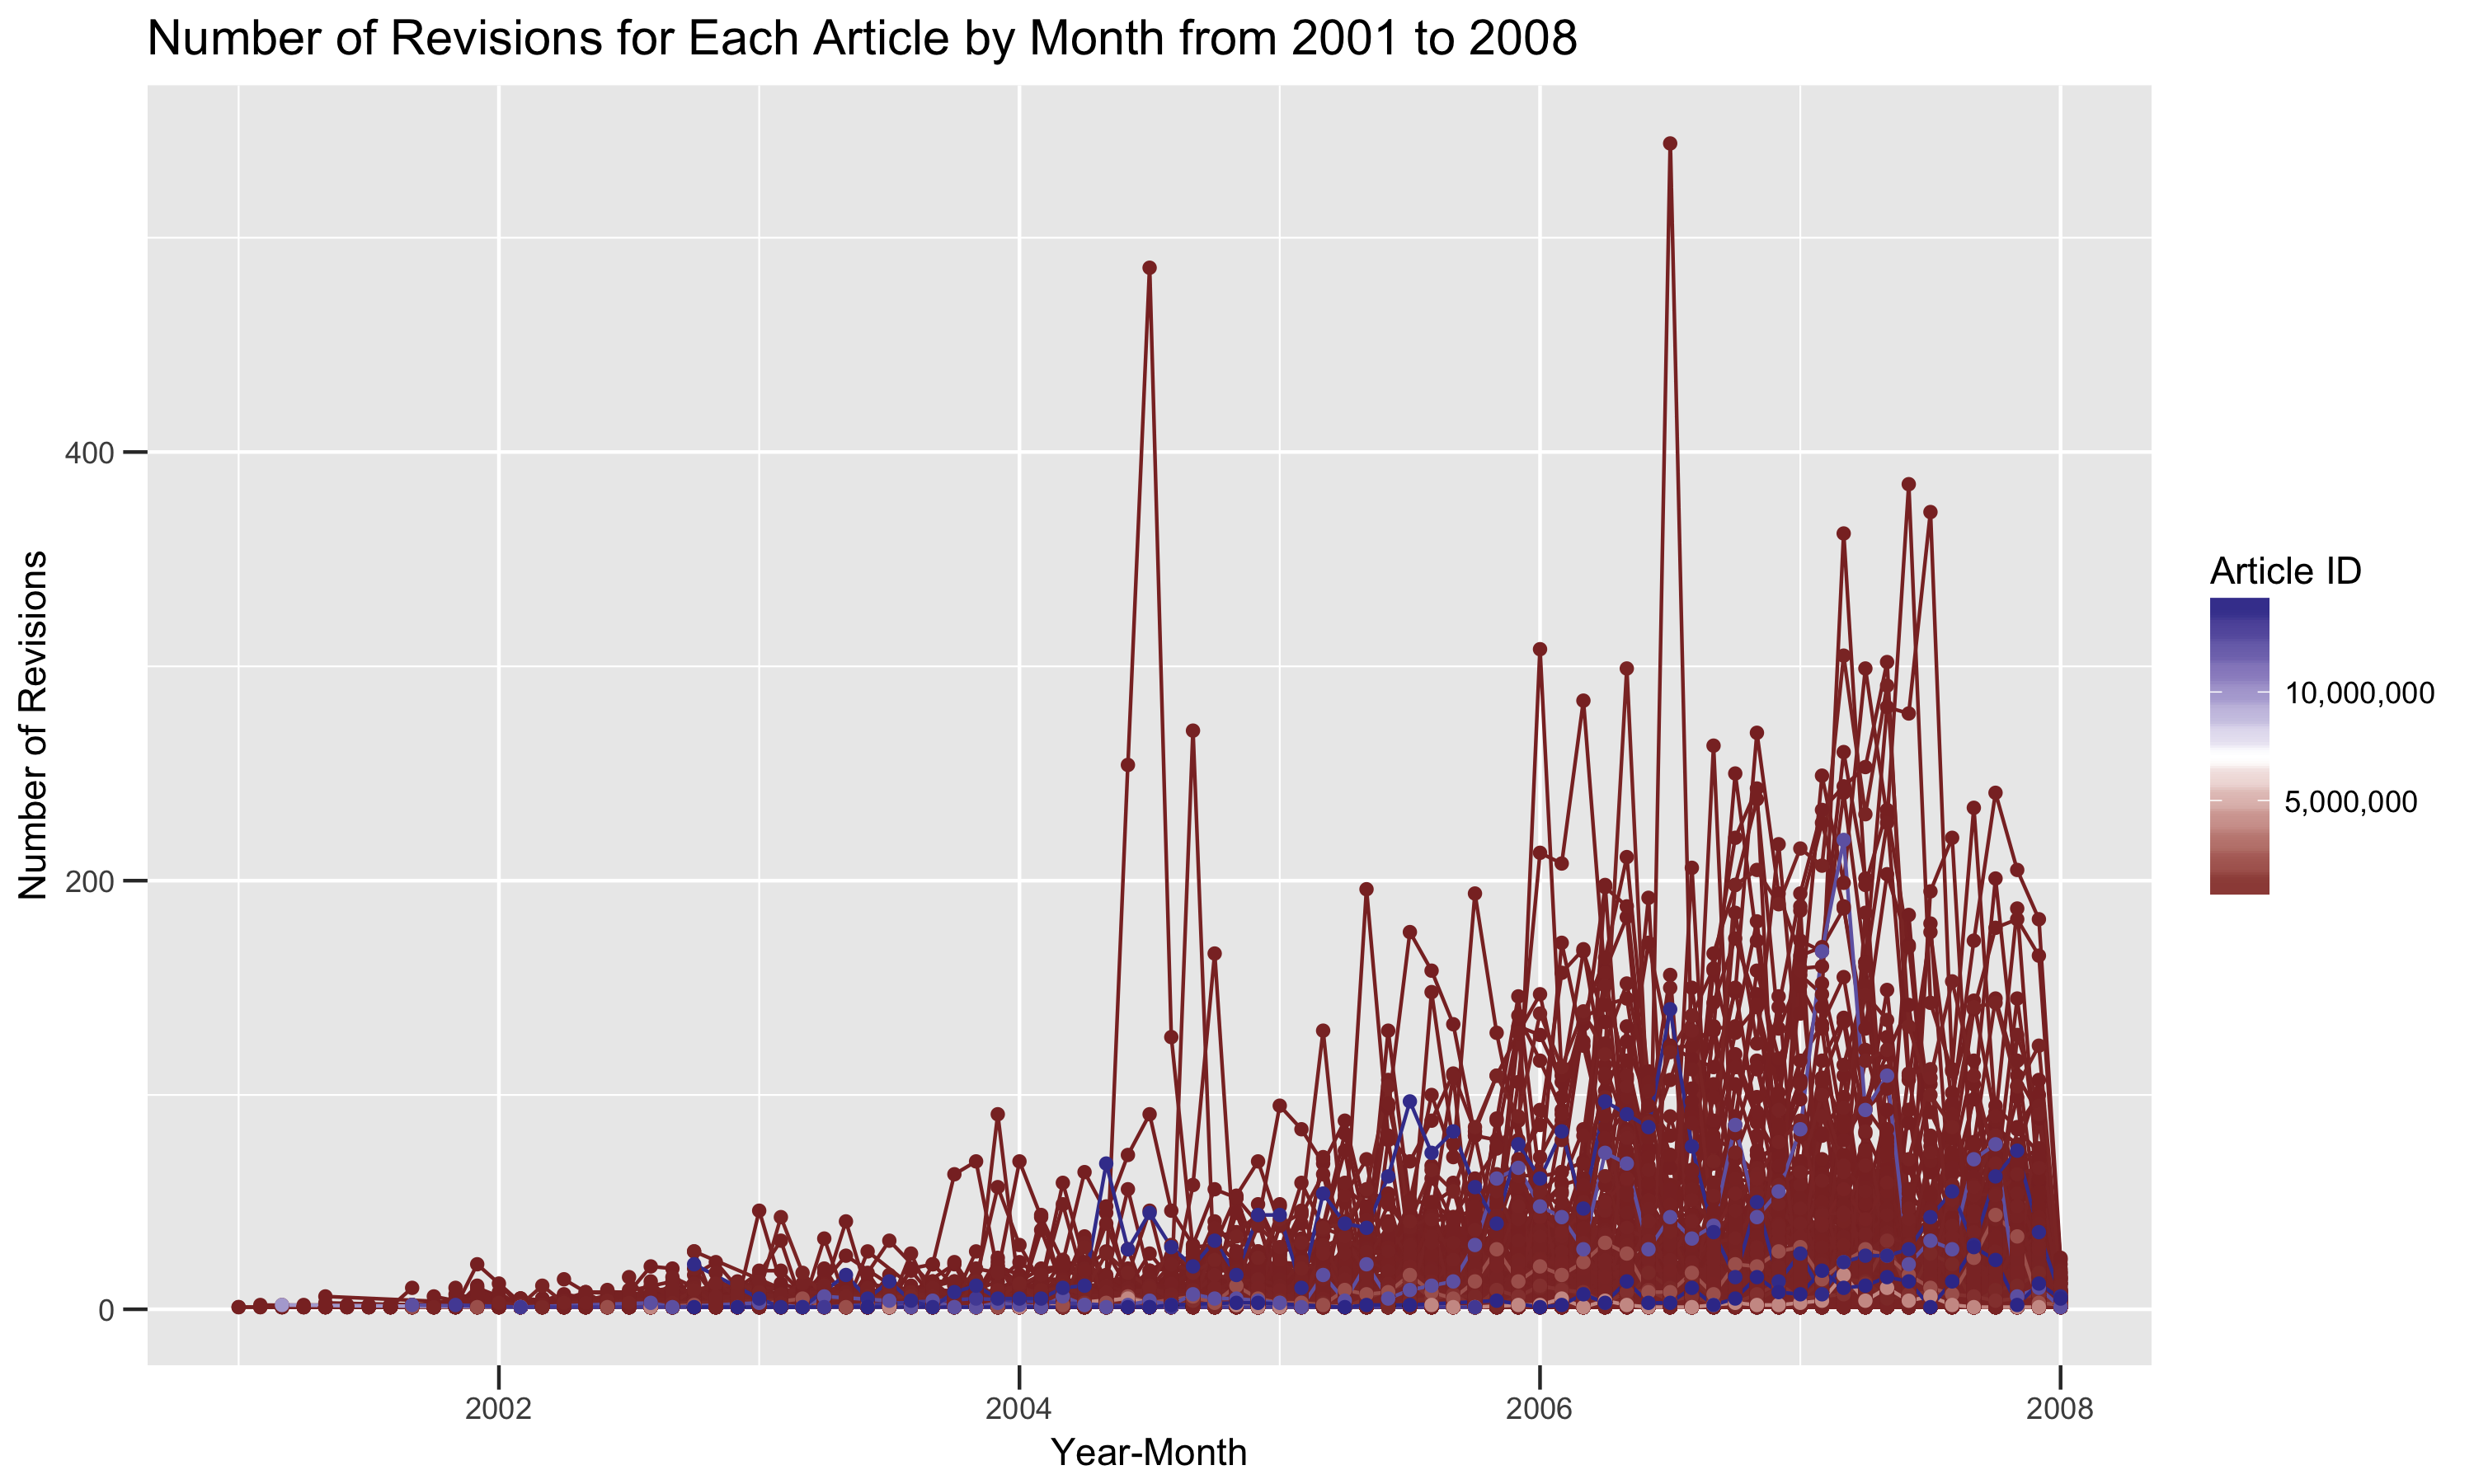 Number of Revisions for Each Article by Month from 2001 to 2008
Number of Revisions
400
200
0
2002
2004
2006
2008
Year-Month
Article ID
10,000,000
5,000,000